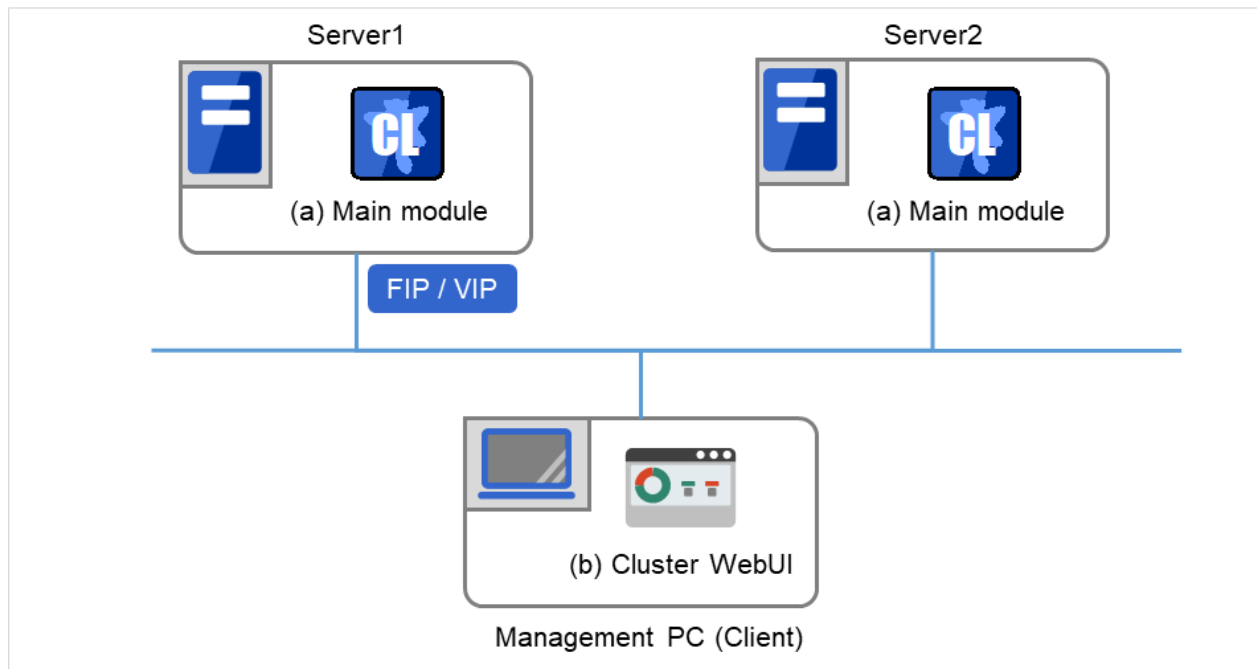 Server1
Server2
CL
CL
(a) Main module
(a) Main module
FIP / VIP
(b) Cluster WebUI
Management PC (Client)